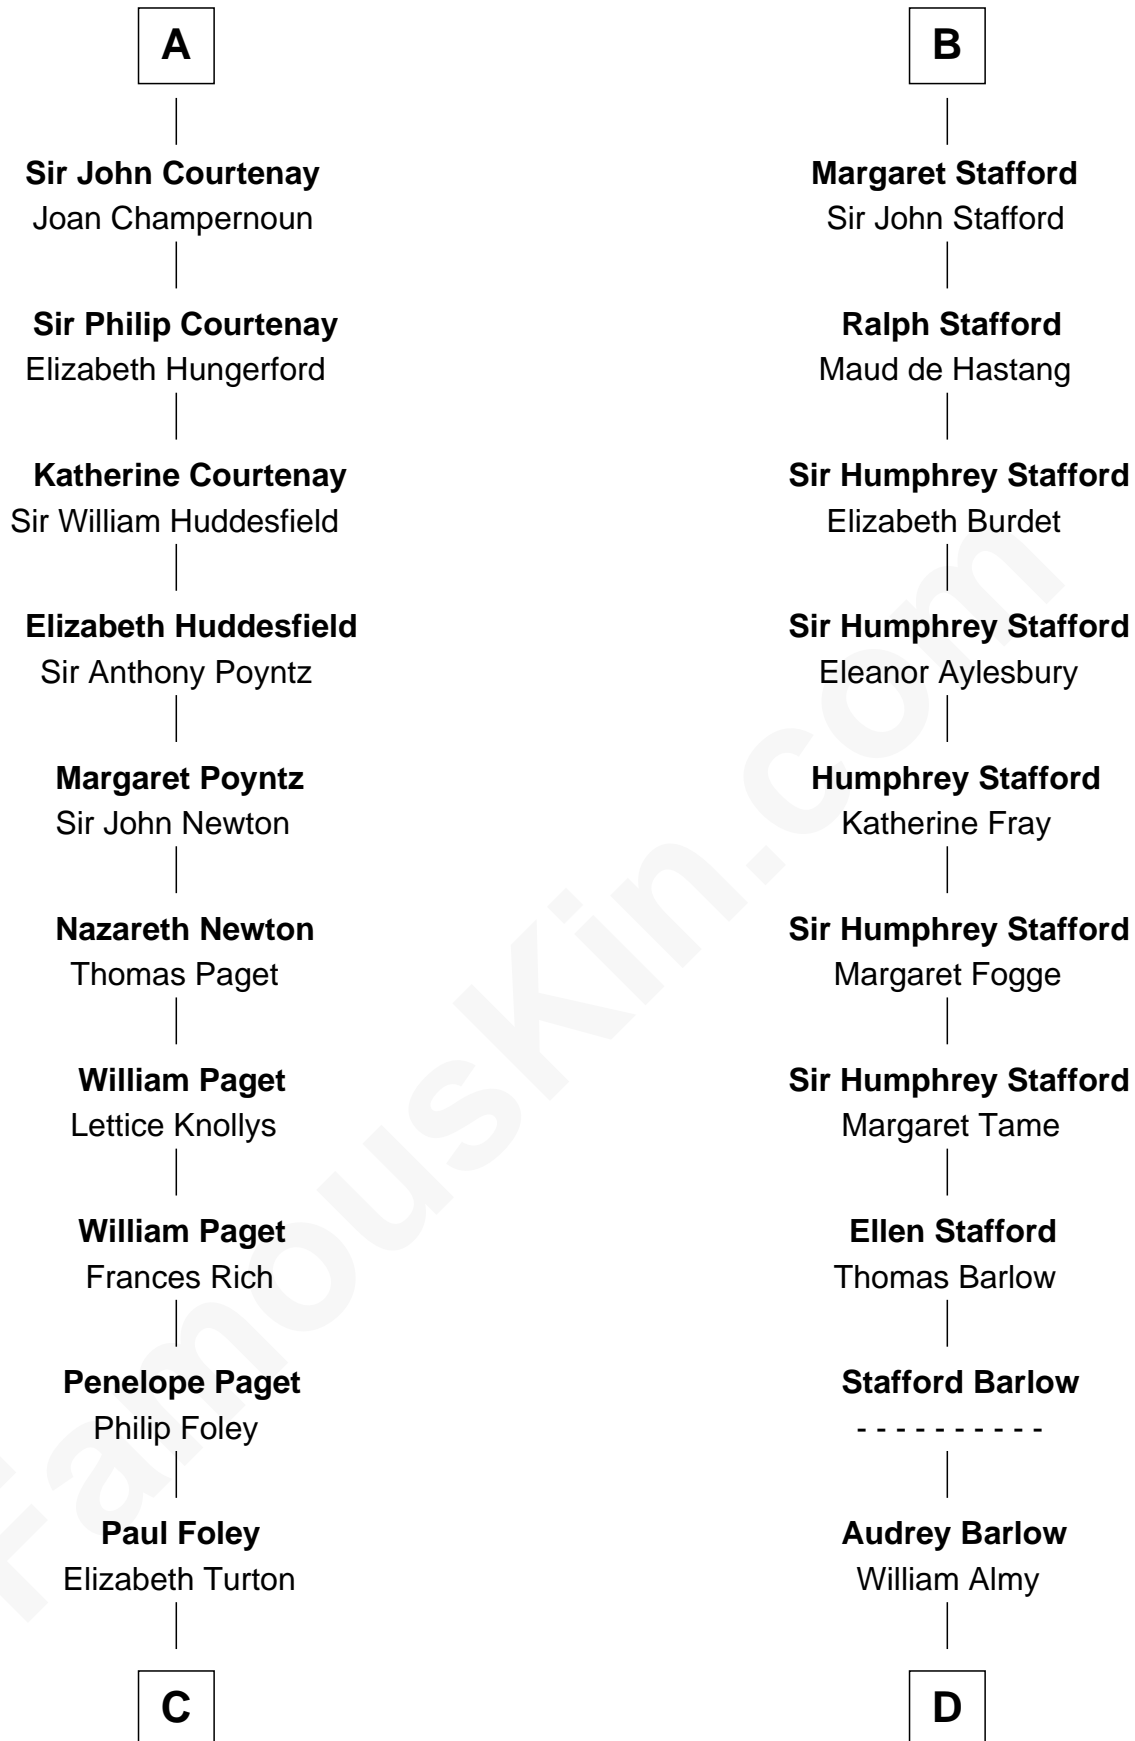 A
Sir John Courtenay
Joan Champernoun
Sir Philip Courtenay
Elizabeth Hungerford
Katherine Courtenay
Sir William Huddesfield
Elizabeth Huddesfield
Sir Anthony Poyntz
Margaret Poyntz
Sir John Newton
Nazareth Newton
Thomas Paget
William Paget
Lettice Knollys
William Paget
Frances Rich
Penelope Paget
Philip Foley
Paul Foley
Elizabeth Turton
C
B
Margaret Stafford
Sir John Stafford
Ralph Stafford
Maud de Hastang
Sir Humphrey Stafford
Elizabeth Burdet
Sir Humphrey Stafford
Eleanor Aylesbury
Humphrey Stafford
Katherine Fray
Sir Humphrey Stafford
Margaret Fogge
Sir Humphrey Stafford
Margaret Tame
Ellen Stafford
Thomas Barlow
Stafford Barlow
- - - - - - - - - -
Audrey Barlow
William Almy
D
FamousKin.com